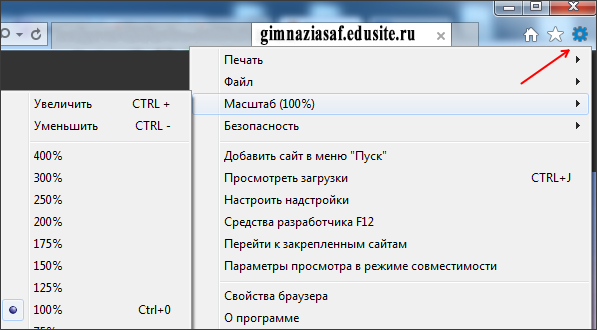 gimnaziasaf.edusite.ru
Печать
Файл
Масштаб (100%)
Безопасность
Добавить сайт в меню "Пуск"
Просмотреть загрузки CTRL+J
Настроить надстройки
Средства разработчика F12
Перейти к закрепленным сайтам
Параметры просмотра в режиме совместимости
Свойства браузера
О программе
Увеличить CTRL +
Уменьшить CTRL -
400%
300%
250%
200%
175%
150%
125%
100% Ctrl+0
75%